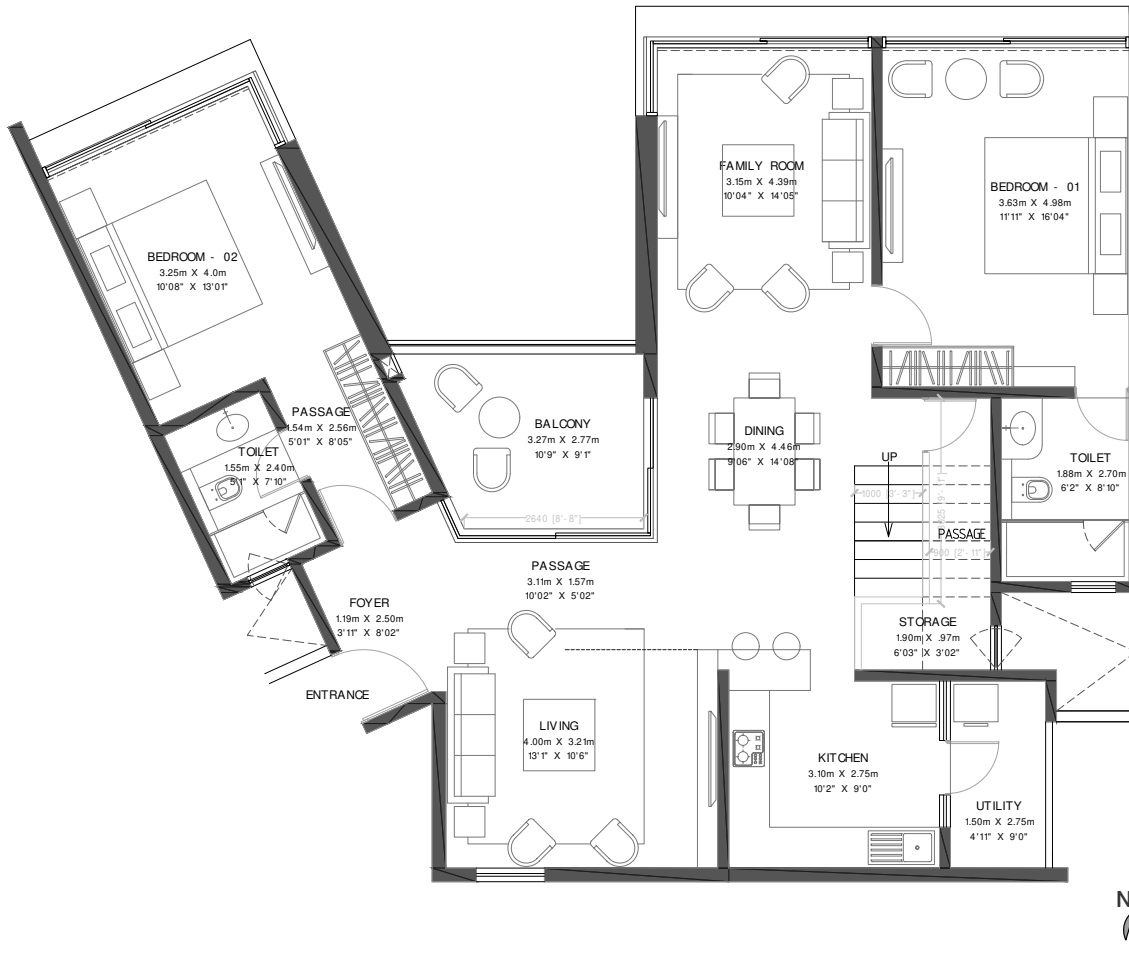 FAMILY ROOM
3.15m X 4.39m
10'04" X 14'05"
BEDROOM - 01
3.63m X 4.98m
11'11" X 16'04"
BEDROOM - 02
3.25m X 4.0m
10'08" X 13'01"
PASSAGE
1.54m X 2.56m
5'01" X 8'05"
TOILET
1.55m X 2.40m
5'1" X 7'10"
BALCONY
3.27m X 2.77m
10'9" X 9'1"
2640 [8'- 8"]
DINING
2.90m X 4.46m
9'06" X 14'08"
UP
1000 [3'- 3"]
PASSAGE
900 [2'- 11"]
TOILET
1.88m X 2.70m
6'2" X 8'10"
PASSAGE
3.11m X 1.57m
10'02" X 5'02"
FOYER
1.19m X 2.50m
3'11" X 8'02"
STORAGE
1.90m X .97m
6'03" X 3'02"
ENTRANCE
LIVING
4.00m X 3.21m
13'1" X 10'6"
KITCHEN
3.10m X 2.75m
10'2" X 9'0"
UTILITY
1.50m X 2.75m
4'11" X 9'0"
N